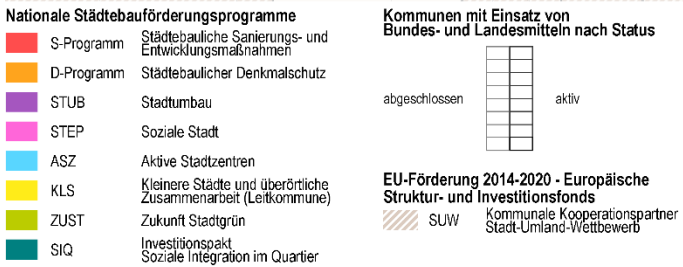 Nationale Städtebauförderungsprogramme
S-Programm Städtebauliche Sanierungs- und
Entwicklungsmaßnahmen
D-Programm Städtebaulicher Denkmalschutz
STUB Stadtumbau
STEP Soziale Stadt
ASZ Aktive Stadtzentren
KLS Kleinere Städte und überörtliche
Zusammenarbeit (Leitkommune)
ZUST Zukunft Stadtgrün
SIQ Investitionspakt
Soziale Integration im Quartier
Kommunen mit Einsatz von
Bundes- und Landesmitteln nach Status
abgeschlossen aktiv
EU-Förderung 2014-2020 - Europäische
Struktur- und Investitionsfonds
SUW Kommunale Kooperationspartner
Stadt-Umland-Wettbewerb